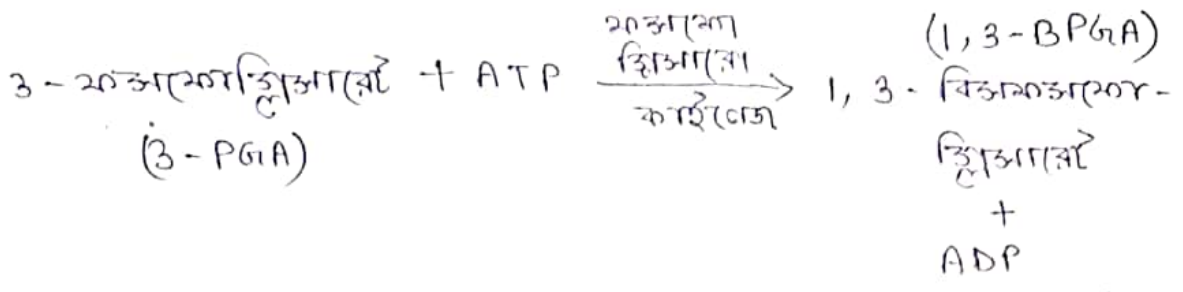 ফসফো (1, 3 - BPGA)
3 - ফসফোগ্লিসারেট + ATP গ্লিসারো → 1, 3 - বিসফসফোর-
(3 - PGA) কাইনেজ গ্লিসারেট
+
ADP